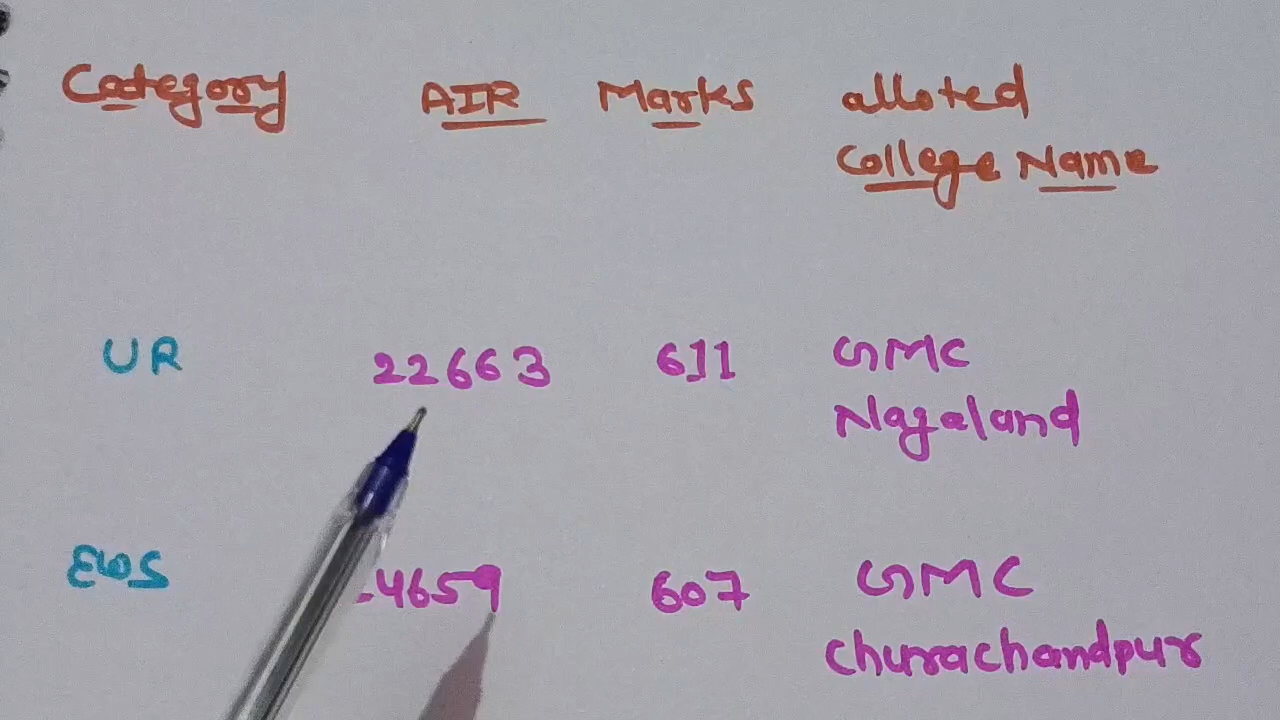 Category AIR Marks alloted
College Name
UR 22663 611 GMC
Nagaland
EWS 4659 607 GMC
Churachandpur